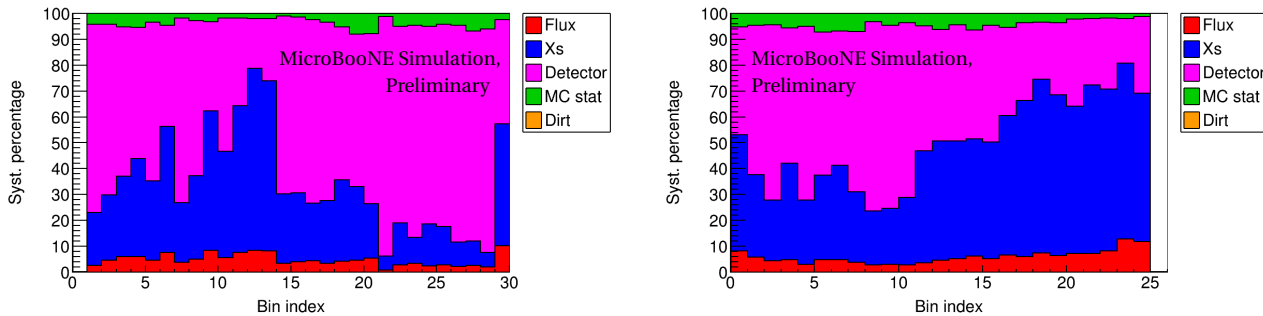 100
90
80
70
60
50
40
30
20
10
0
Syst. percentage
MicroBooNE Simulation,
Preliminary
0 5 10 15 20 25 30
Bin index
Flux
Xs
Detector
MC stat
Dirt
100
90
80
70
60
50
40
30
20
10
0
Syst. percentage
MicroBooNE Simulation,
Preliminary
0 5 10 15 20 25
Bin index
Flux
Xs
Detector
MC stat
Dirt